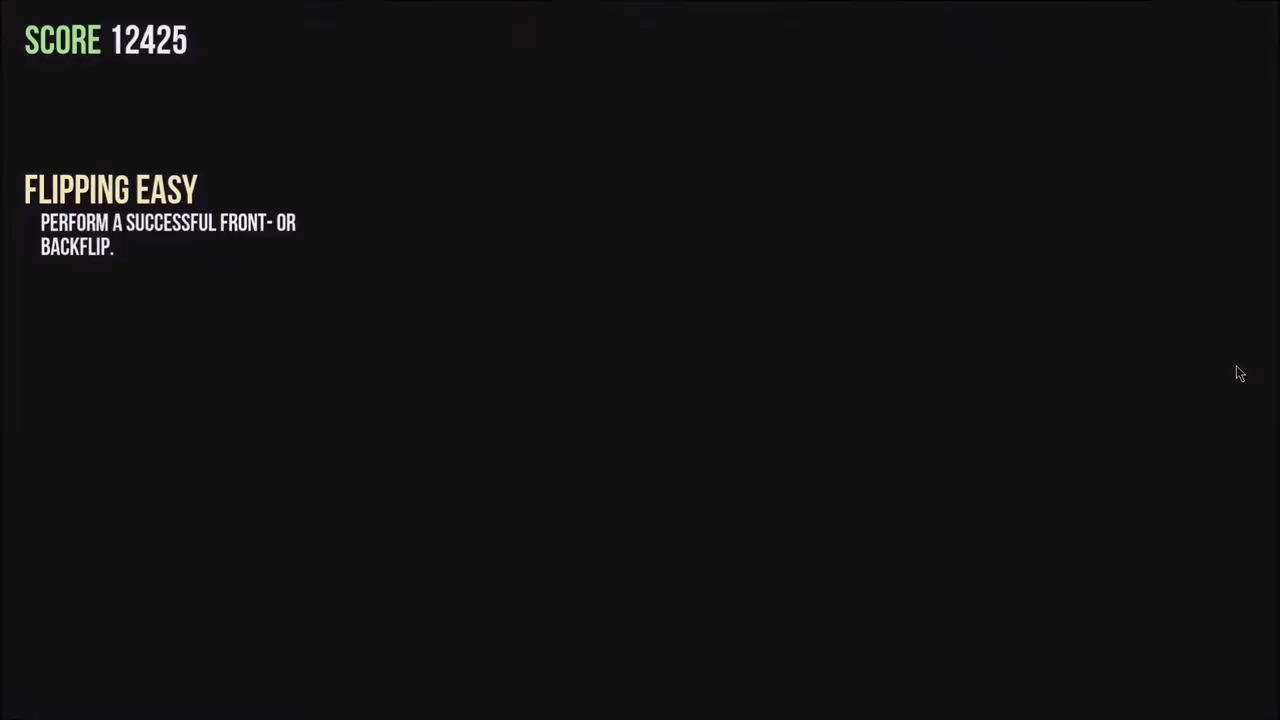 SCORE 12425
FLIPPING EASY
PERFORM A SUCCESSFUL FRONT- OR
BACKFLIP.